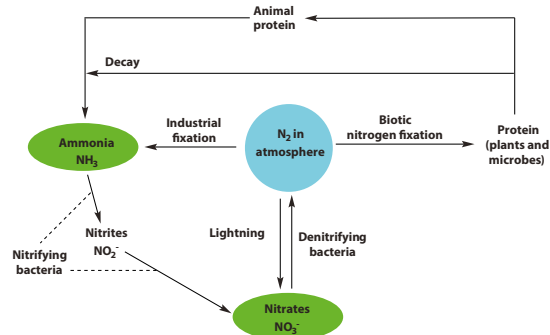 Animal
protein
Decay
Industrial
fixation
N₂ in
atmosphere
Biotic
nitrogen fixation
Protein
(plants and
microbes)
Ammonia
NH₃
Nitrites
NO₂⁻
Lightning
Denitrifying
bacteria
Nitrifying
bacteria
Nitrates
NO₃⁻